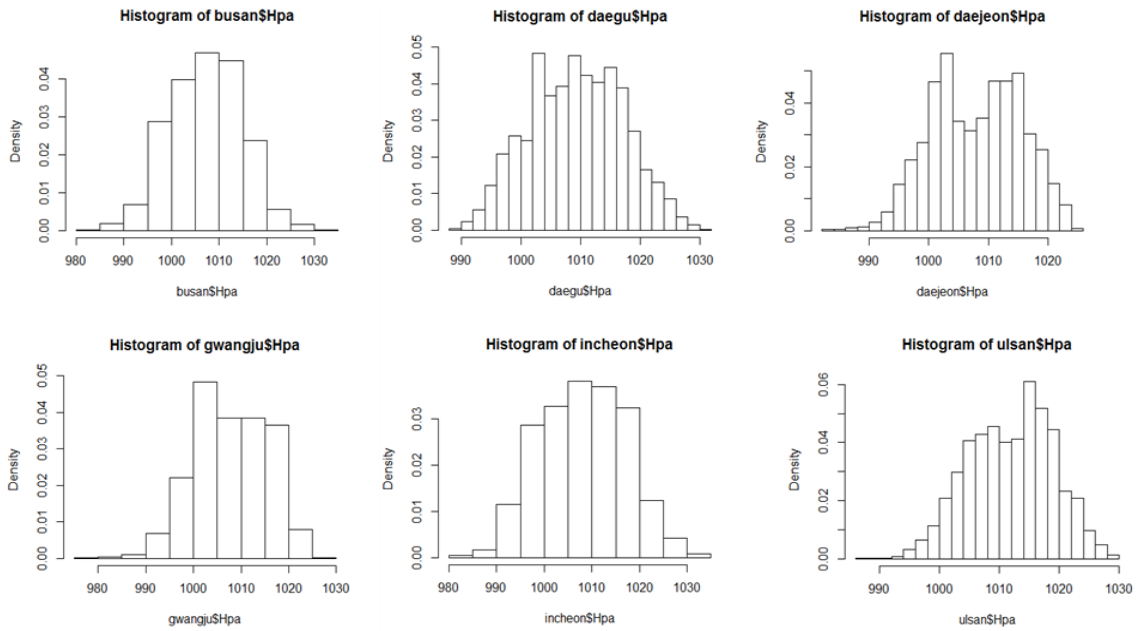 Histogram of busan$Hpa
Density
0.00 0.01 0.02 0.03 0.04
980 990 1000 1010 1020 1030
busan$Hpa
Histogram of daegu$Hpa
Density
0.00 0.01 0.02 0.03 0.04 0.05
990 1000 1010 1020 1030
daegu$Hpa
Histogram of daejeon$Hpa
Density
0.00 0.02 0.04
990 1000 1010 1020
daejeon$Hpa
Histogram of gwangju$Hpa
Density
0.00 0.01 0.02 0.03 0.04 0.05
980 990 1000 1010 1020 1030
gwangju$Hpa
Histogram of incheon$Hpa
Density
0.00 0.01 0.02 0.03
980 990 1000 1010 1020 1030
incheon$Hpa
Histogram of ulsan$Hpa
Density
0.00 0.02 0.04 0.06
990 1000 1010 1020 1030
ulsan$Hpa